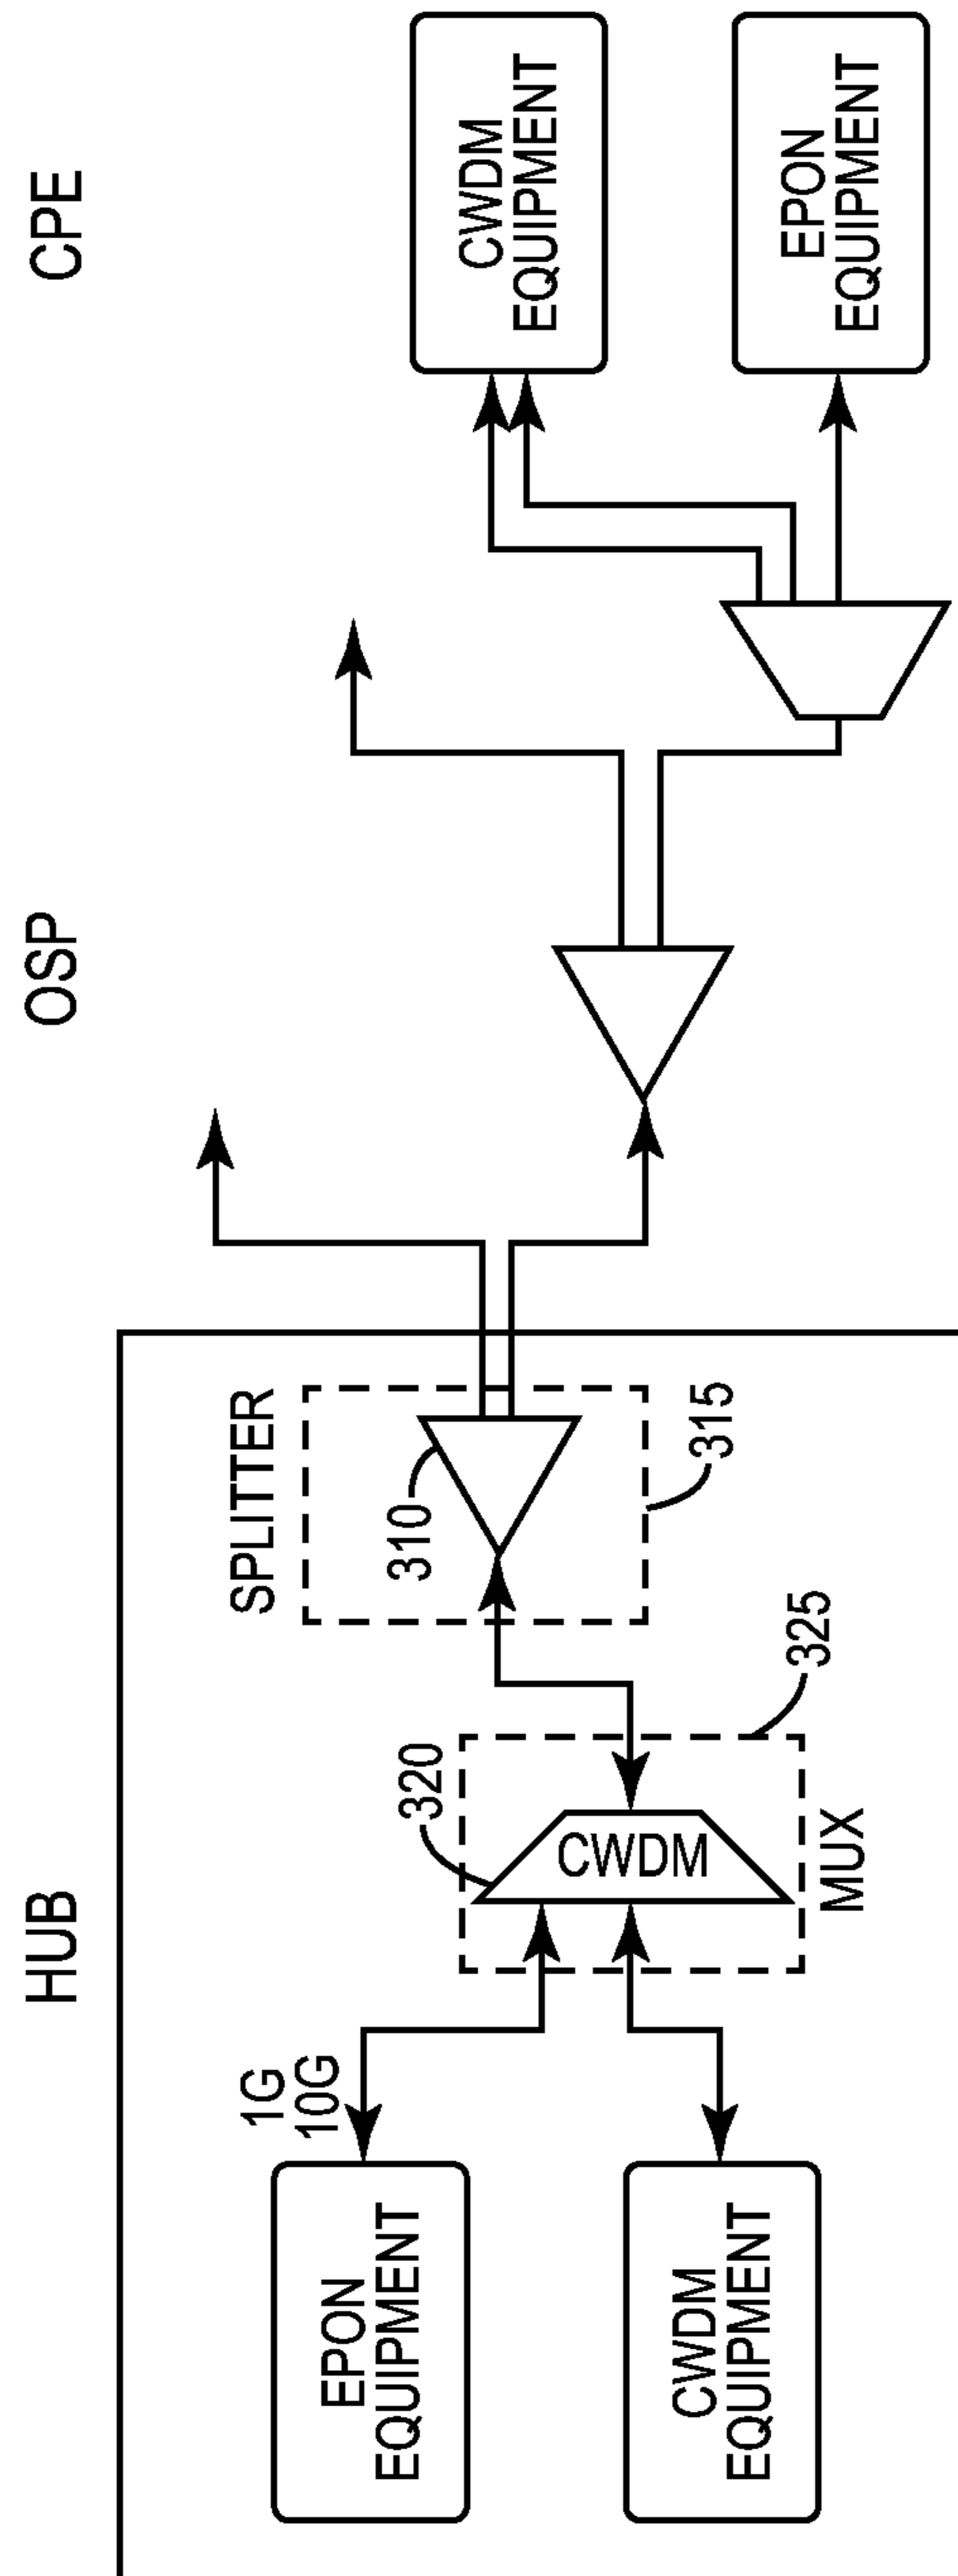 HUB
OSP
CPE
EPON
EQUIPMENT
1G
10G
CWDM
EQUIPMENT
320
CWDM
325
MUX
SPLITTER
310
315
CWDM
EQUIPMENT
EPON
EQUIPMENT